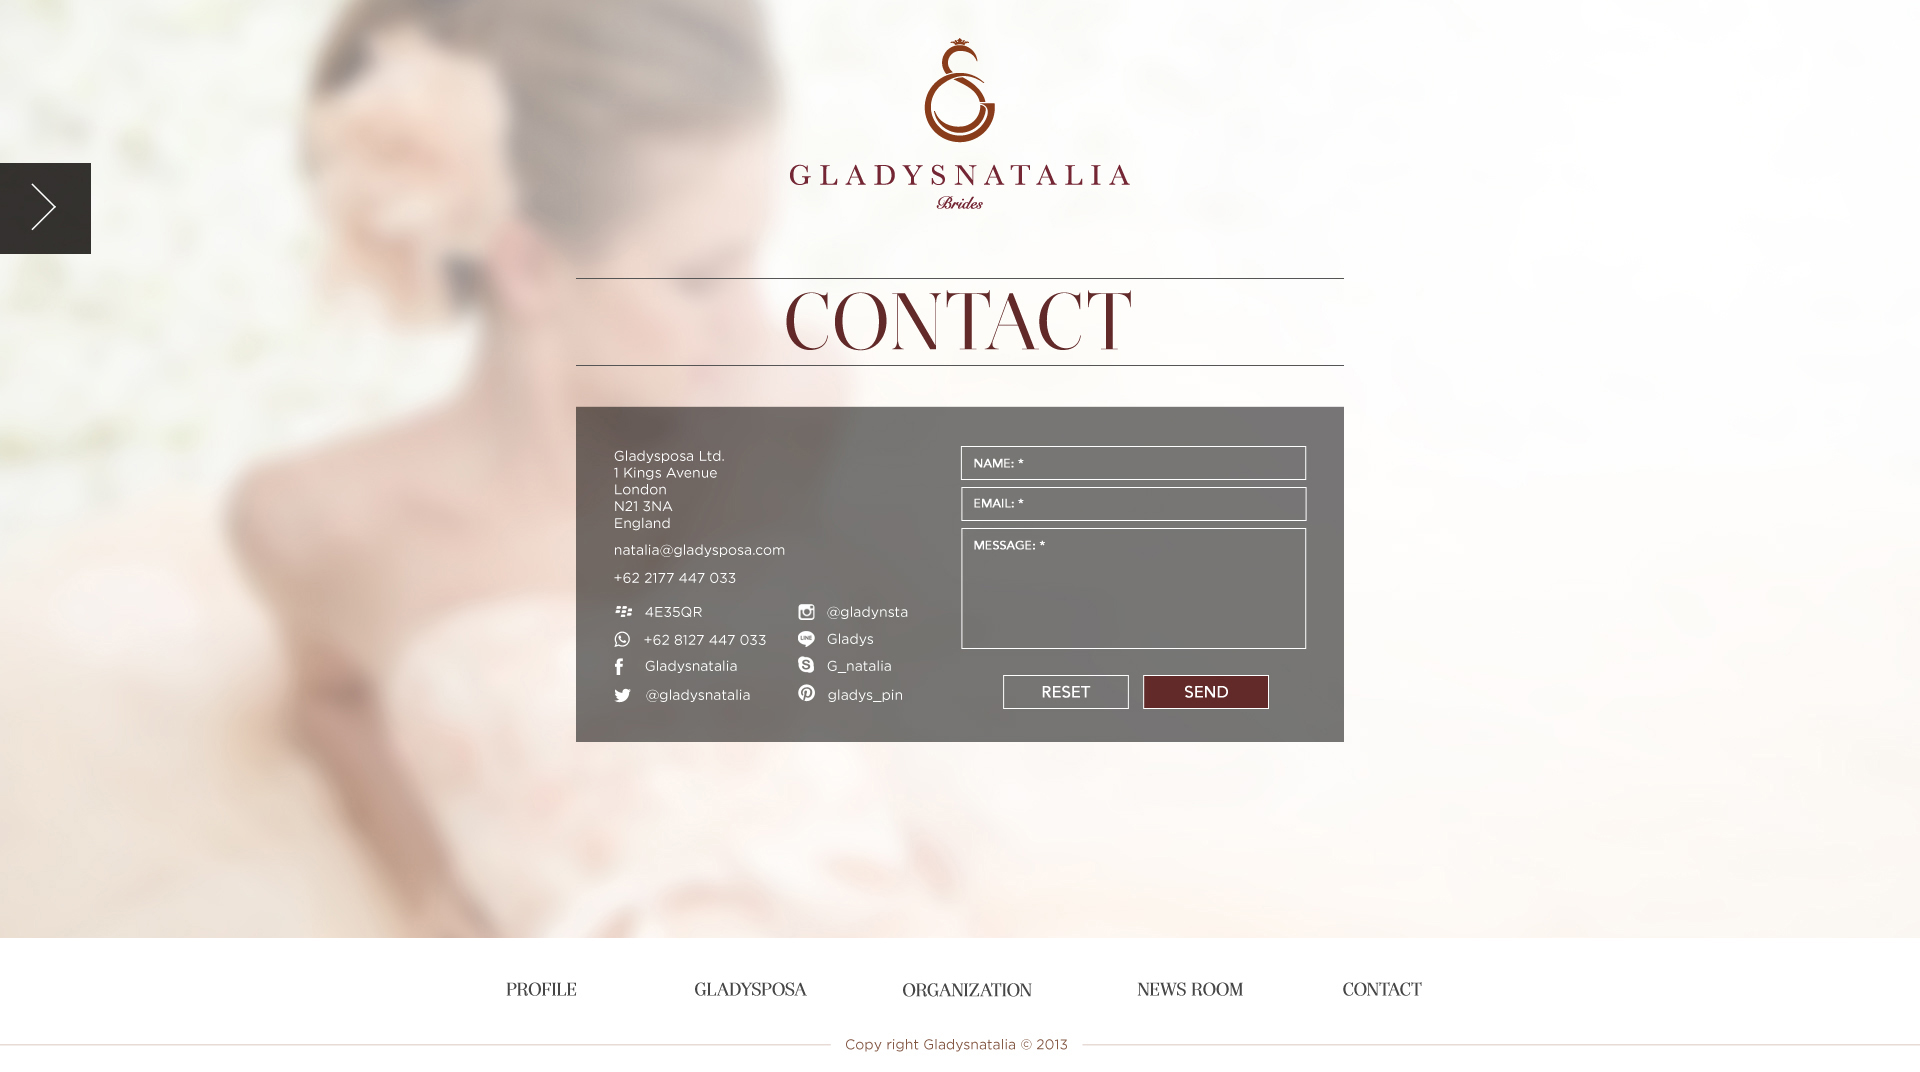 GLADYSNATALIA
Brides
CONTACT
Gladysposa Ltd.
1 Kings Avenue
London
N21 3NA
England
natalia@gladysposa.com
+62 2177 447 033
4E35QR
+62 8127 447 033
Gladysnatalia
@gladysnatalia
@gladynsta
LINE
Gladys
G_natalia
gladys_pin
NAME: *
EMAIL: *
MESSAGE: *
RESET
SEND
PROFILE
GLADYSPOSA
ORGANIZATION
NEWS ROOM
CONTACT
Copy right Gladysnatalia © 2013